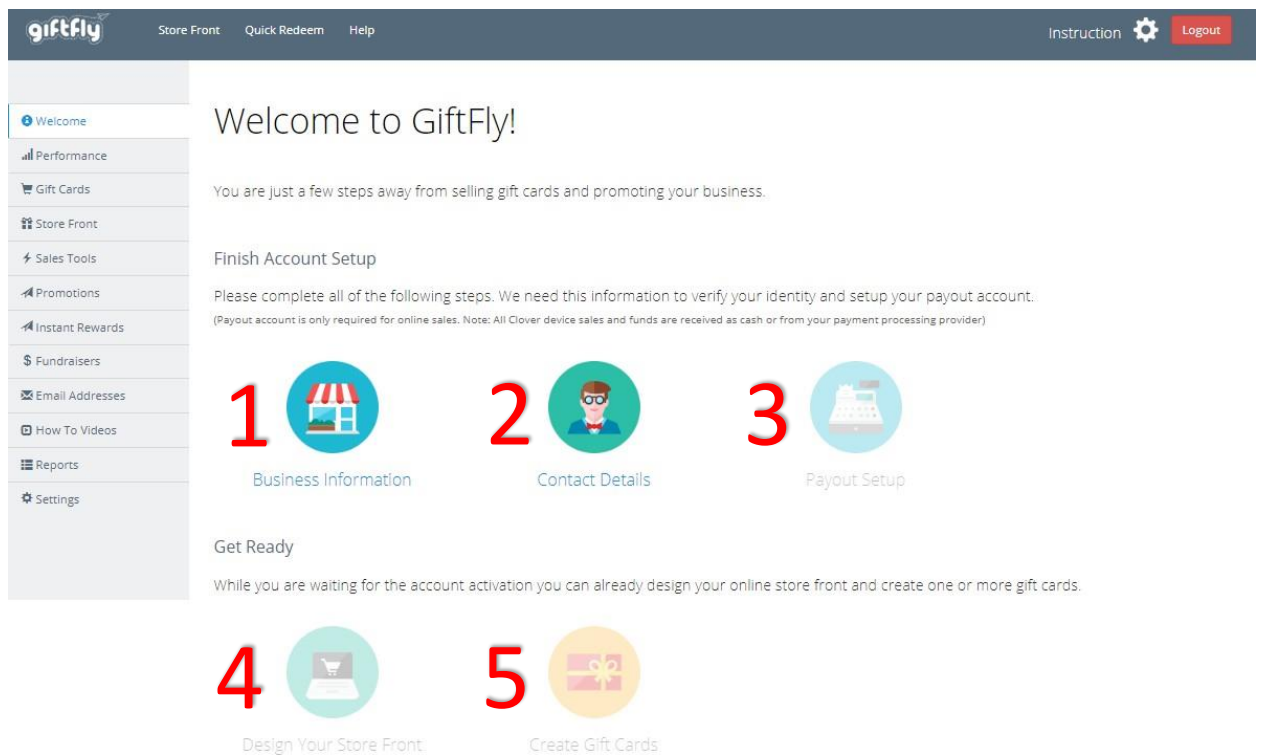 giftfly
Store Front Quick Redeem Help
Instruction Logout
Welcome
Performance
Gift Cards
Store Front
Sales Tools
Promotions
Instant Rewards
$ Fundraisers
Email Addresses
How To Videos
Reports
Settings
Welcome to GiftFly!
You are just a few steps away from selling gift cards and promoting your business.
Finish Account Setup
Please complete all of the following steps. We need this information to verify your identity and setup your payout account.
(Payout account is only required for online sales. Note: All Clover device sales and funds are received as cash or from your payment processing provider)
1 2 3
Business Information Contact Details Payout Setup
Get Ready
While you are waiting for the account activation you can already design your online store front and create one or more gift cards.
4 5
Design Your Store Front Create Gift Cards